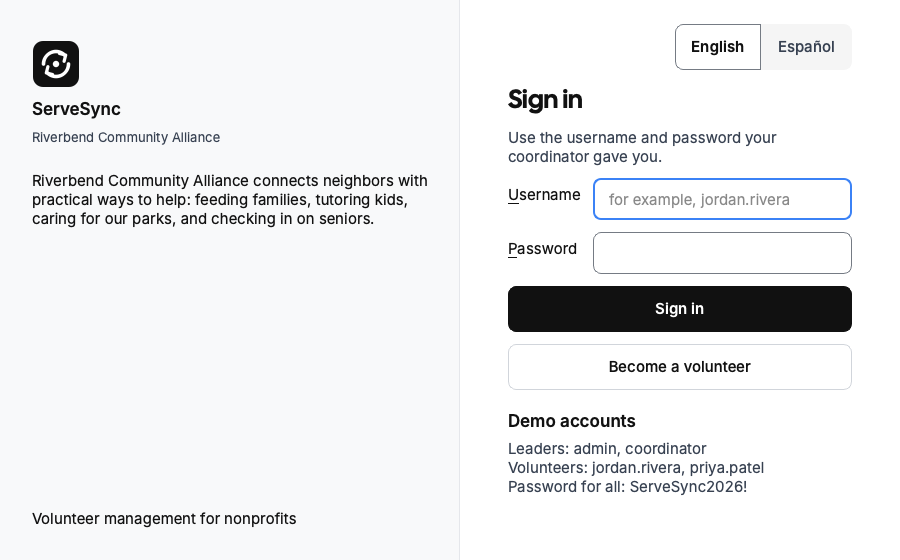 ServeSync
Riverbend Community Alliance
Riverbend Community Alliance connects neighbors with
practical ways to help: feeding families, tutoring kids,
caring for our parks, and checking in on seniors.
Volunteer management for nonprofits
English
Español
Sign in
Use the username and password your
coordinator gave you.
Username
for example, jordan.rivera
Password
Sign in
Become a volunteer
Demo accounts
Leaders: admin, coordinator
Volunteers: jordan.rivera, priya.patel
Password for all: ServeSync2026!